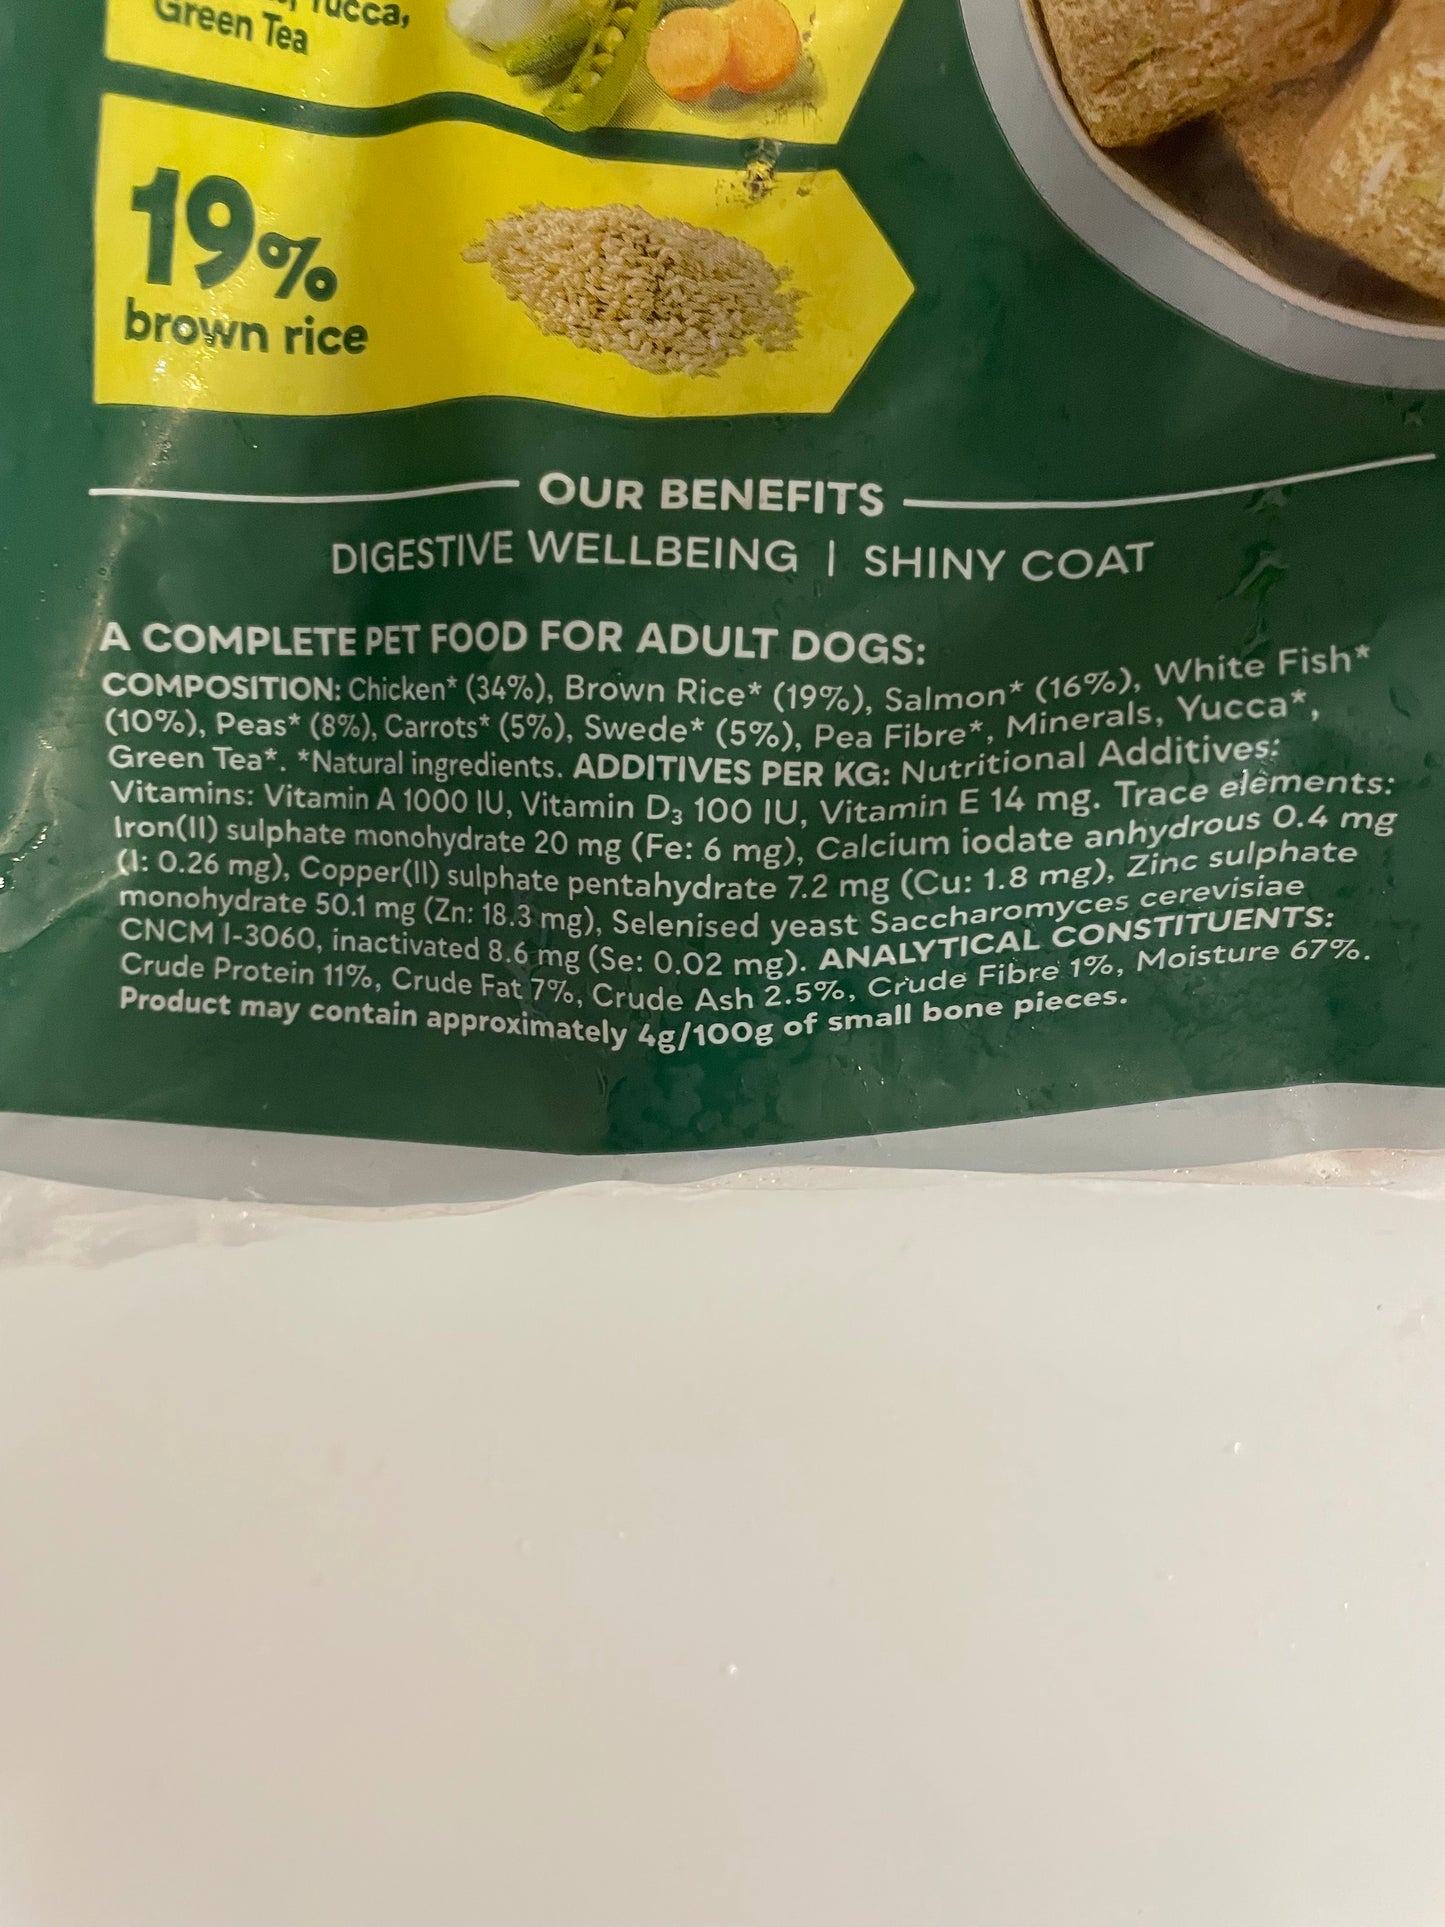 Yucca,
Green Tea
19%
brown rice
OUR BENEFITS
DIGESTIVE WELLBEING | SHINY COAT
A COMPLETE PET FOOD FOR ADULT DOGS:
COMPOSITION: Chicken* (34%), Brown Rice* (19%), Salmon* (16%), White Fish*
(10%), Peas* (8%), Carrots* (5%), Swede* (5%), Pea Fibre*, Minerals, Yucca*,
Green Tea*. *Natural ingredients. ADDITIVES PER KG: Nutritional Additives:
Vitamins: Vitamin A 1000 IU, Vitamin D₃ 100 IU, Vitamin E 14 mg. Trace elements:
Iron(II) sulphate monohydrate 20 mg (Fe: 6 mg), Calcium iodate anhydrous 0.4 mg
(I: 0.26 mg), Copper(II) sulphate pentahydrate 7.2 mg (Cu: 1.8 mg), Zinc sulphate
monohydrate 50.1 mg (Zn: 18.3 mg), Selenised yeast Saccharomyces cerevisiae
CNCM I-3060, inactivated 8.6 mg (Se: 0.02 mg). ANALYTICAL CONSTITUENTS:
Crude Protein 11%, Crude Fat 7%, Crude Ash 2.5%, Crude Fibre 1%, Moisture 67%.
Product may contain approximately 4g/100g of small bone pieces.